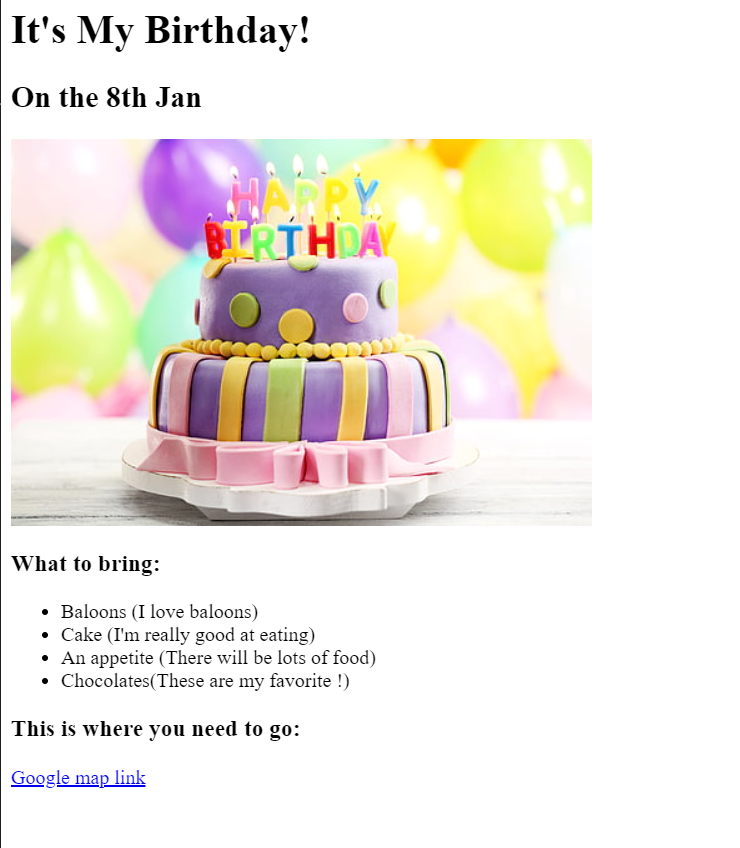 It's My Birthday!
On the 8th Jan
HAPPY
BIRTHDAY
What to bring:
Baloons (I love baloons)
Cake (I'm really good at eating)
An appetite (There will be lots of food)
Chocolates(These are my favorite !)
This is where you need to go:
Google map link